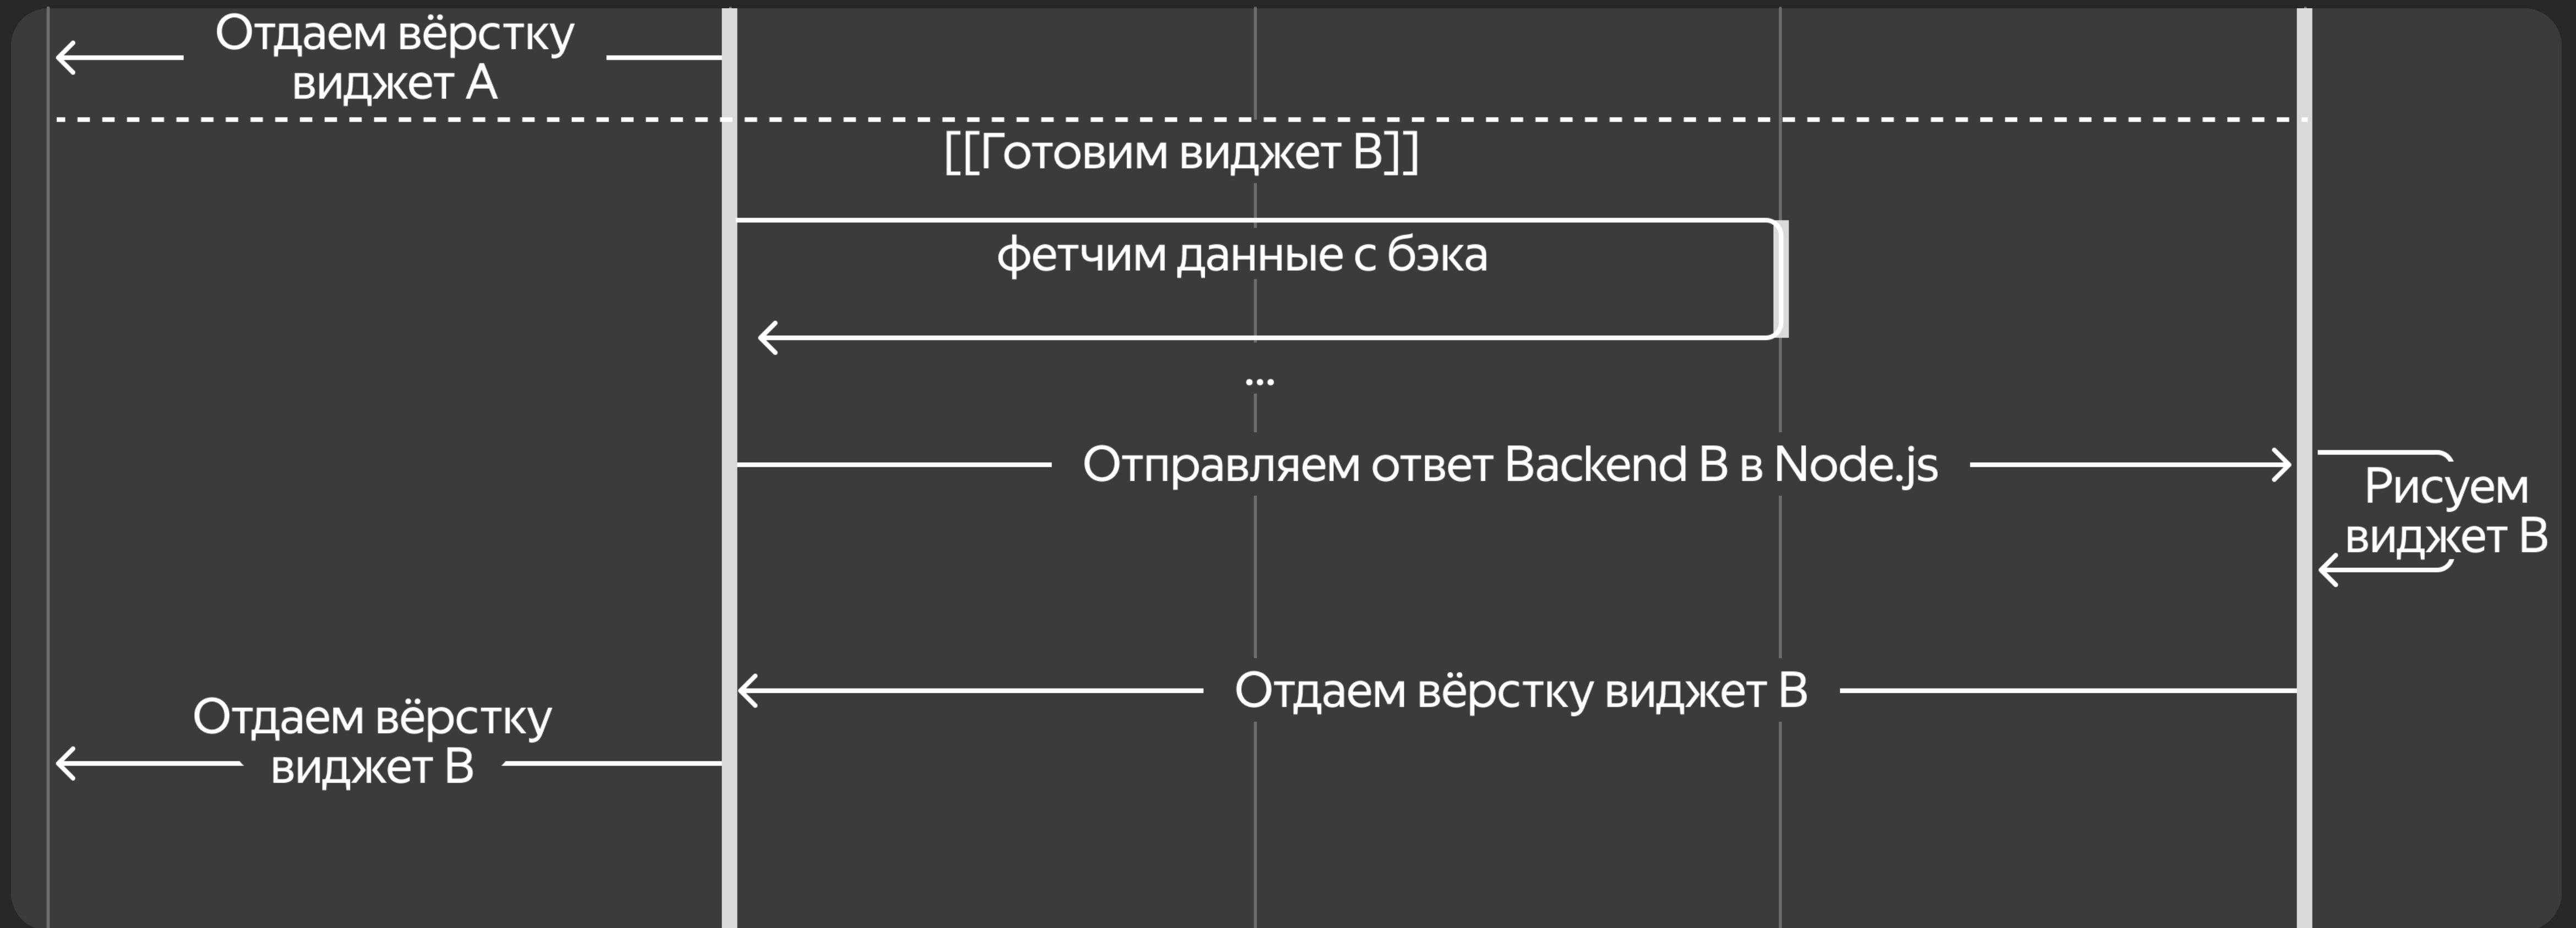 Отдаем вёрстку
виджет A
[[Готовим виджет B]]
фетчим данные с бэка
...
Отправляем ответ Backend B в Node.js
Рисуем
виджет B
Отдаем вёрстку виджет B
Отдаем вёрстку
виджет B